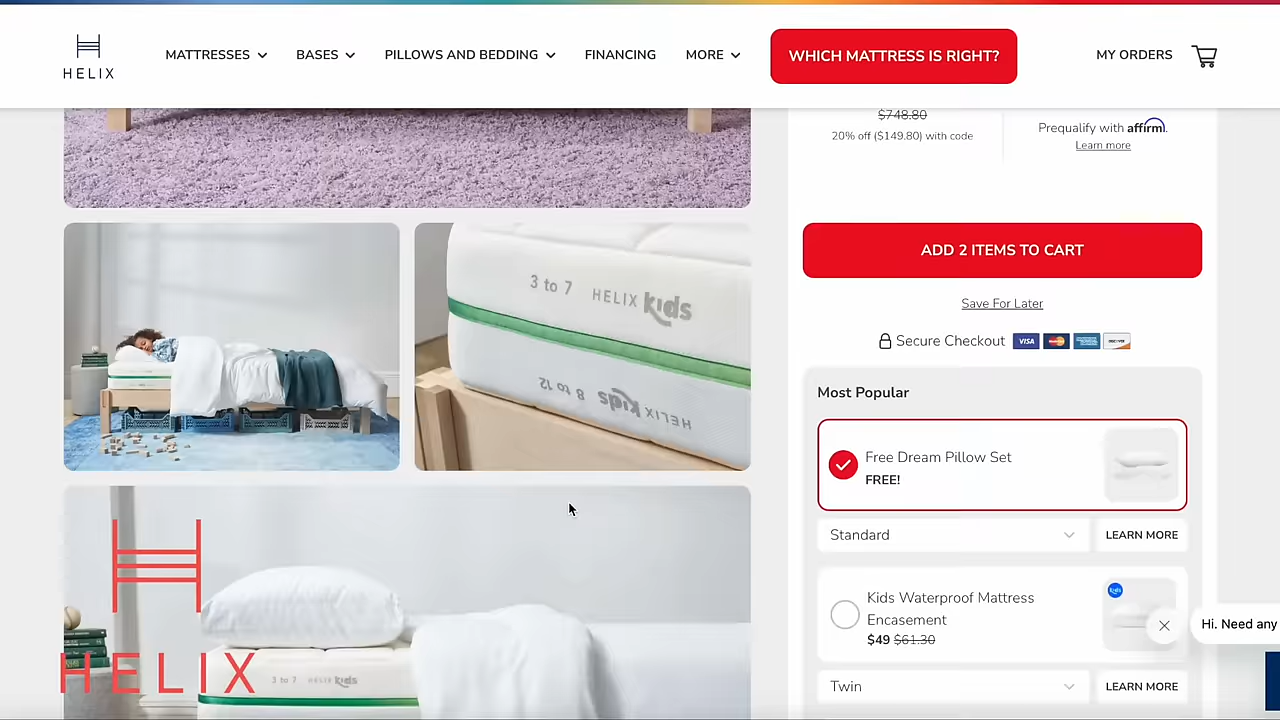 HELIX
MATTRESSES
BASES
PILLOWS AND BEDDING
FINANCING
MORE
WHICH MATTRESS IS RIGHT?
MY ORDERS
$748.80
20% off ($149.80) with code
Prequalify with affirm.
Learn more
ADD 2 ITEMS TO CART
Save For Later
Secure Checkout
VISA
3 to 7 HELIX kids
8 to 12 HELIX kids
Most Popular
Free Dream Pillow Set
FREE!
Standard
LEARN MORE
Kids Waterproof Mattress
Encasement
$49 $61.30
Hi. Need any
Twin
LEARN MORE
HELIX
3 to 7 HELIX kids